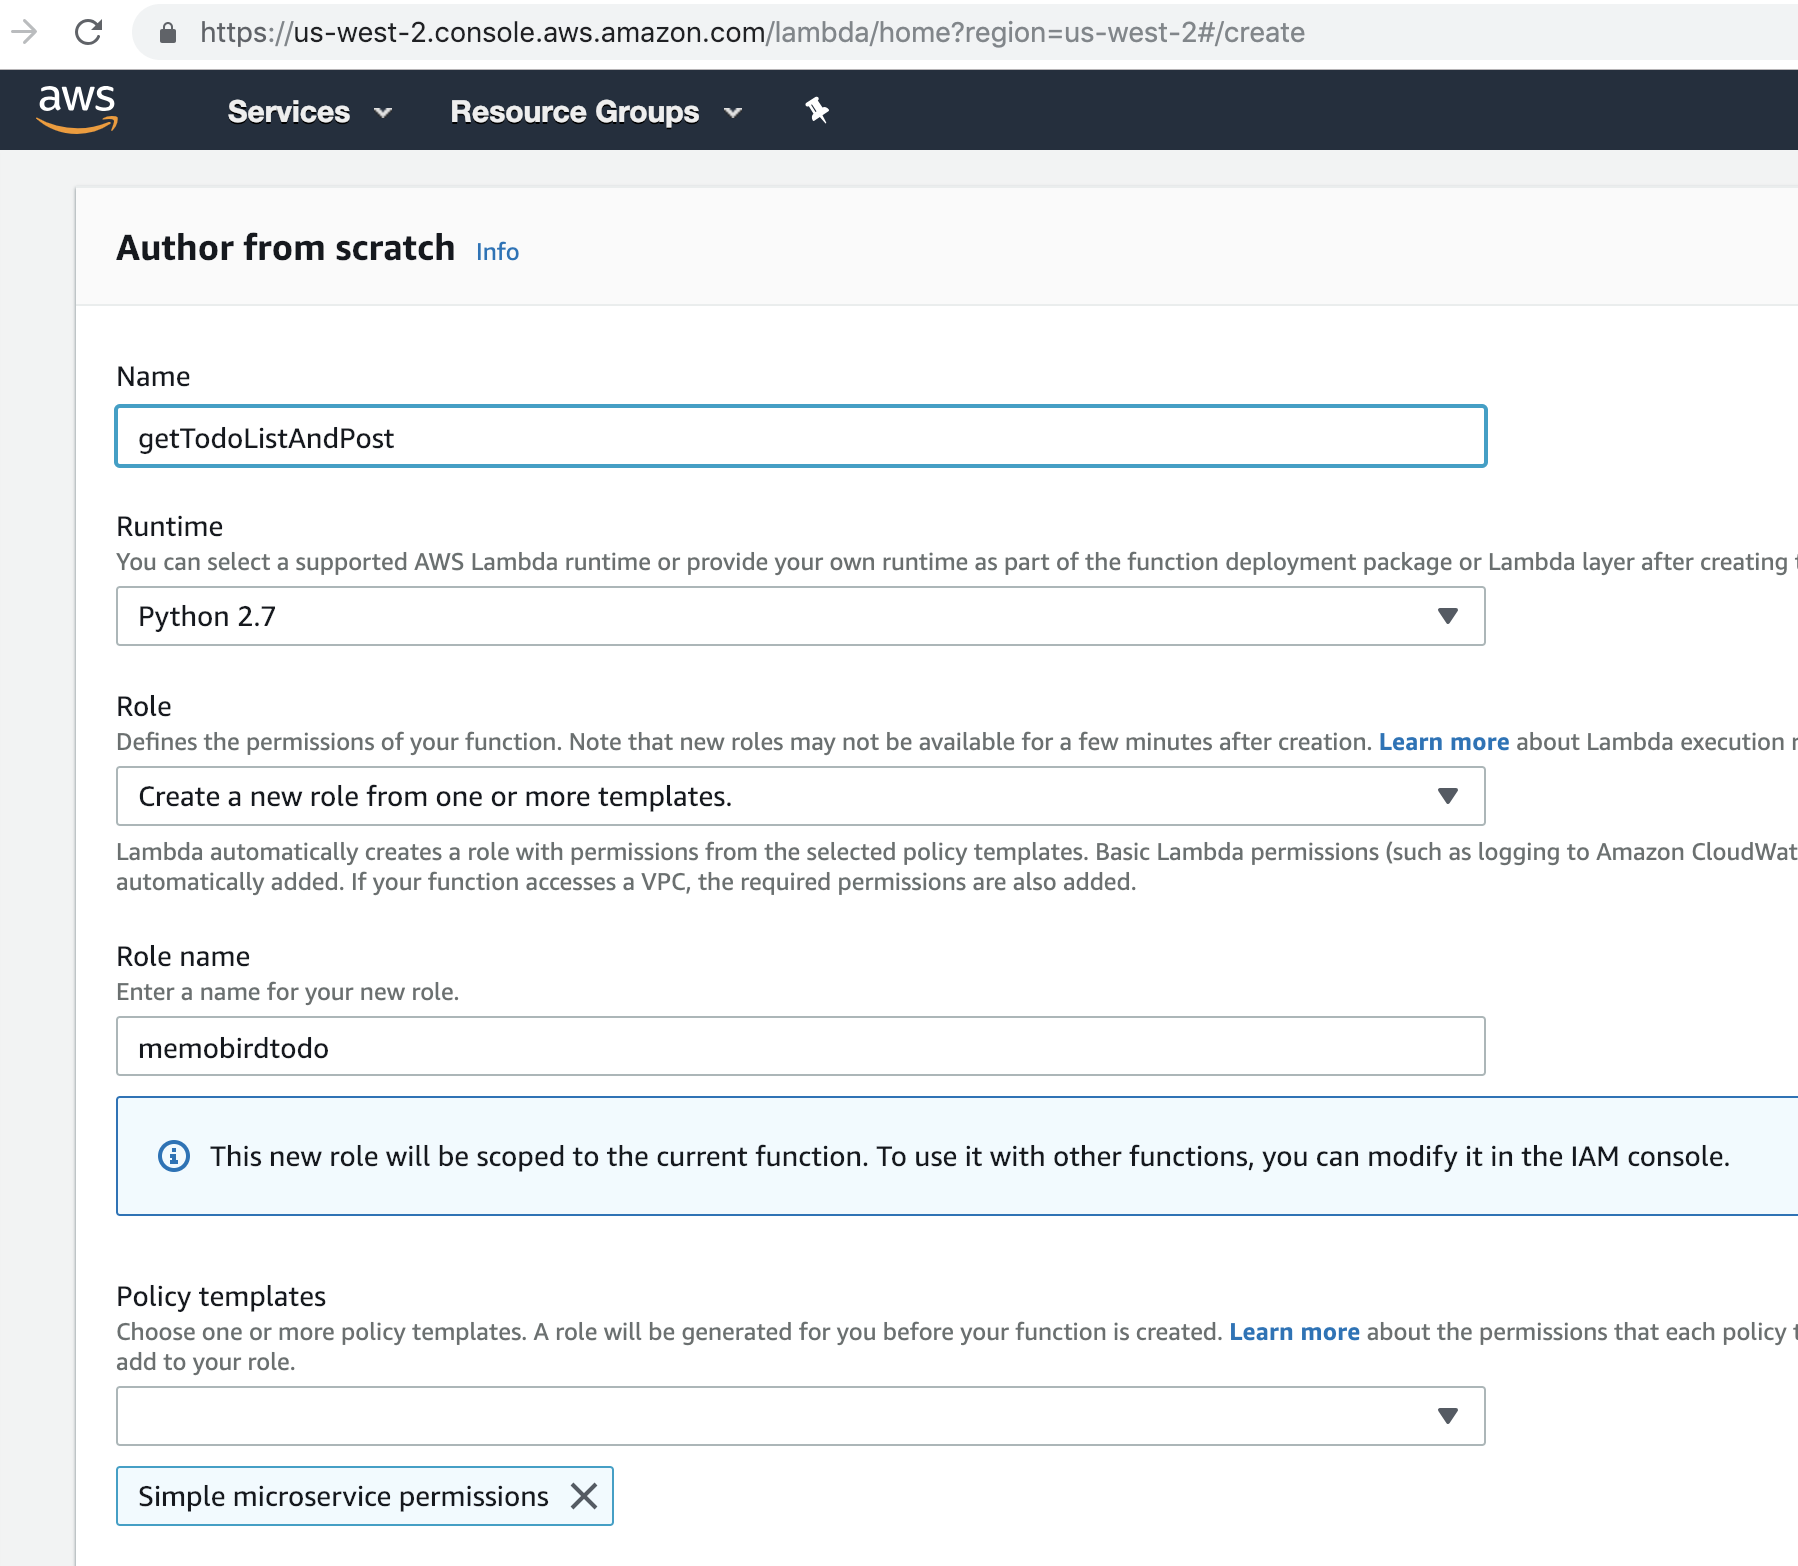 https://us-west-2.console.aws.amazon.com/lambda/home?region=us-west-2#/create
aws Services Resource Groups
Author from scratch Info
Name
getTodoListAndPost
Runtime
You can select a supported AWS Lambda runtime or provide your own runtime as part of the function deployment package or Lambda layer after creating
Python 2.7
Role
Defines the permissions of your function. Note that new roles may not be available for a few minutes after creation. Learn more about Lambda execution
Create a new role from one or more templates.
Lambda automatically creates a role with permissions from the selected policy templates. Basic Lambda permissions (such as logging to Amazon CloudWat
automatically added. If your function accesses a VPC, the required permissions are also added.
Role name
Enter a name for your new role.
memobirdtodo
This new role will be scoped to the current function. To use it with other functions, you can modify it in the IAM console.
Policy templates
Choose one or more policy templates. A role will be generated for you before your function is created. Learn more about the permissions that each policy
add to your role.
Simple microservice permissions